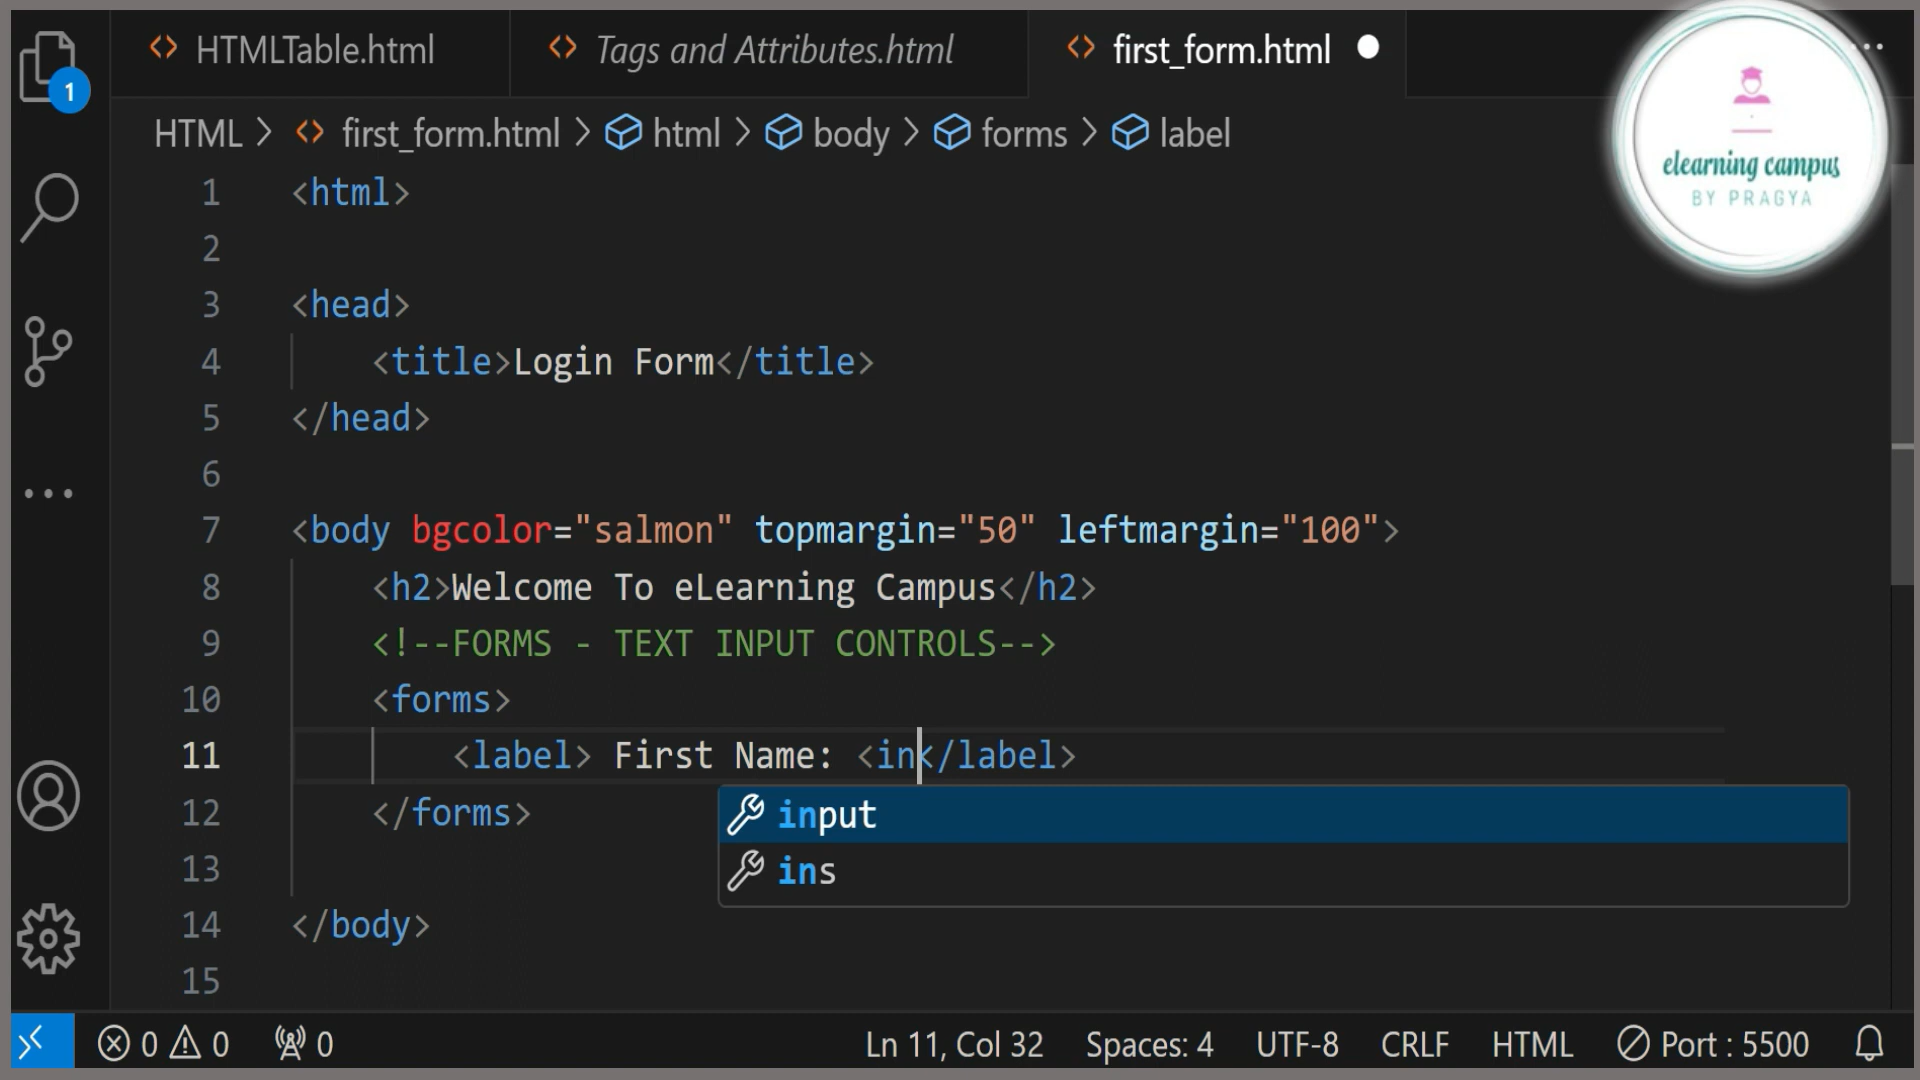 HTMLTable.html
Tags and Attributes.html
first_form.html
...
1
elearning campus
BY PRAGYA
HTML > first_form.html > html > body > forms > label
1 <html>
2
3 <head>
4 <title>Login Form</title>
5 </head>
6
7 <body bgcolor="salmon" topmargin="50" leftmargin="100">
8 <h2>Welcome To eLearning Campus</h2>
9 <!--FORMS - TEXT INPUT CONTROLS-->
10 <forms>
11 <label> First Name: <in</label>
input
ins
12 </forms>
13
14 </body>
15
0 0 0 Ln 11, Col 32 Spaces: 4 UTF-8 CRLF HTML Port : 5500